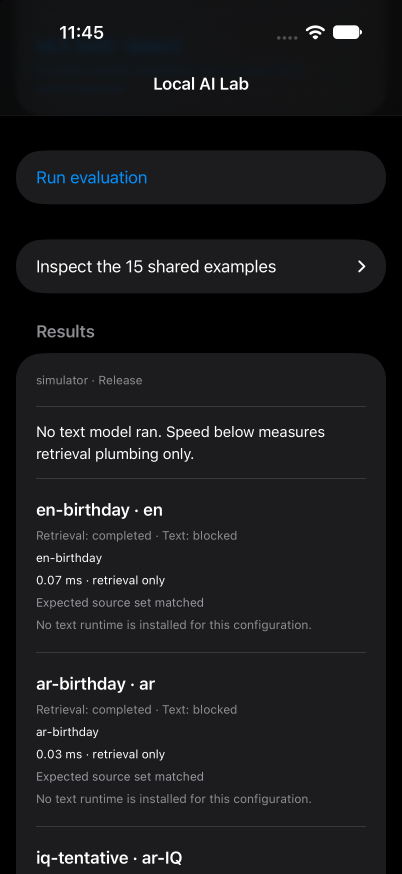 11:45
Local AI Lab
Run evaluation
Inspect the 15 shared examples
Results
simulator · Release
No text model ran. Speed below measures
retrieval plumbing only.
en-birthday · en
Retrieval: completed · Text: blocked
en-birthday
0.07 ms · retrieval only
Expected source set matched
No text runtime is installed for this configuration.
ar-birthday · ar
Retrieval: completed · Text: blocked
ar-birthday
0.03 ms · retrieval only
Expected source set matched
No text runtime is installed for this configuration.
iq-tentative · ar-IQ